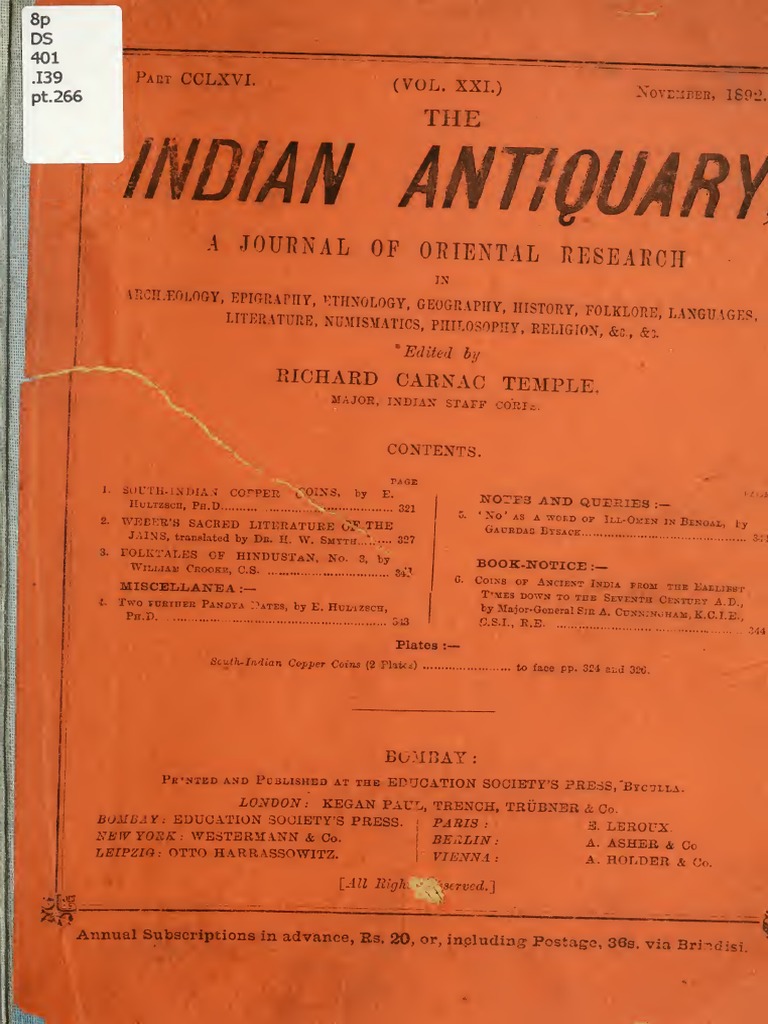 8p
DS
401
.I39
pt.266
PART CCLXVI.
(VOL. XXI.)
NOVEMBER, 1892.
THE
INDIAN ANTIQUARY,
A JOURNAL OF ORIENTAL RESEARCH
IN
ARCHÆOLOGY, EPIGRAPHY, ETHNOLOGY, GEOGRAPHY, HISTORY, FOLKLORE, LANGUAGES,
LITERATURE, NUMISMATICS, PHILOSOPHY, RELIGION, &c., &c.
Edited by
RICHARD CARNAC TEMPLE,
MAJOR, INDIAN STAFF CORPS.
CONTENTS.
PAGE
1. SOUTH-INDIAN COPPER COINS, by E.
HULTZSCH, PH.D. 321
2. WEBER'S SACRED LITERATURE OF THE
JAINS, translated by DR. H. W. SMYTH 327
3. FOLKTALES OF HINDUSTAN, No. 3, by
WILLIAM CROOKE, C.S.
MISCELLANEA :—
4. TWO FURTHER PANDYA DATES, by E. HULTZSCH,
PH.D. 343
NOTES AND QUERIES :—
5. 'NO' AS A WORD OF ILL-OMEN IN BENGAL, by
GAURDAS BYSACK
BOOK-NOTICE :—
6. COINS OF ANCIENT INDIA FROM THE EARLIEST
TIMES DOWN TO THE SEVENTH CENTURY A.D.,
by Major-General SIR A. CUNNINGHAM, K.C.I.E.,
C.S.I., R.E. 344
Plates :—
South-Indian Copper Coins (2 Plates) to face pp. 324 and 326.
BOMBAY :
PRINTED AND PUBLISHED AT THE EDUCATION SOCIETY'S PRESS, BYCULLA.
LONDON: KEGAN PAUL, TRENCH, TRÜBNER & Co.
BOMBAY: EDUCATION SOCIETY'S PRESS.
NEW YORK: WESTERMANN & Co.
LEIPZIG: OTTO HARRASSOWITZ.
PARIS : E. LEROUX.
BERLIN: A. ASHER & Co
VIENNA: A. HOLDER & Co.
[All Rights Reserved.]
Annual Subscriptions in advance, Rs. 20, or, including Postage, 36s. via Brindisi.